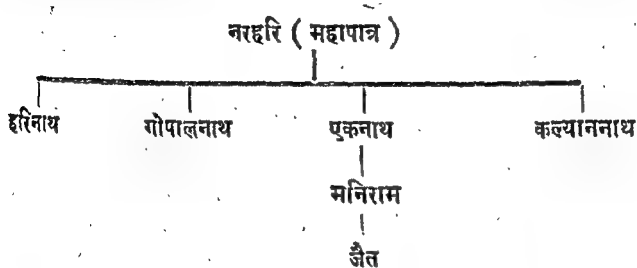 नरहरि ( महापात्र )
हरिनाथ गोपालनाथ एकनाथ कल्याननाथ
मनिराम
जैत